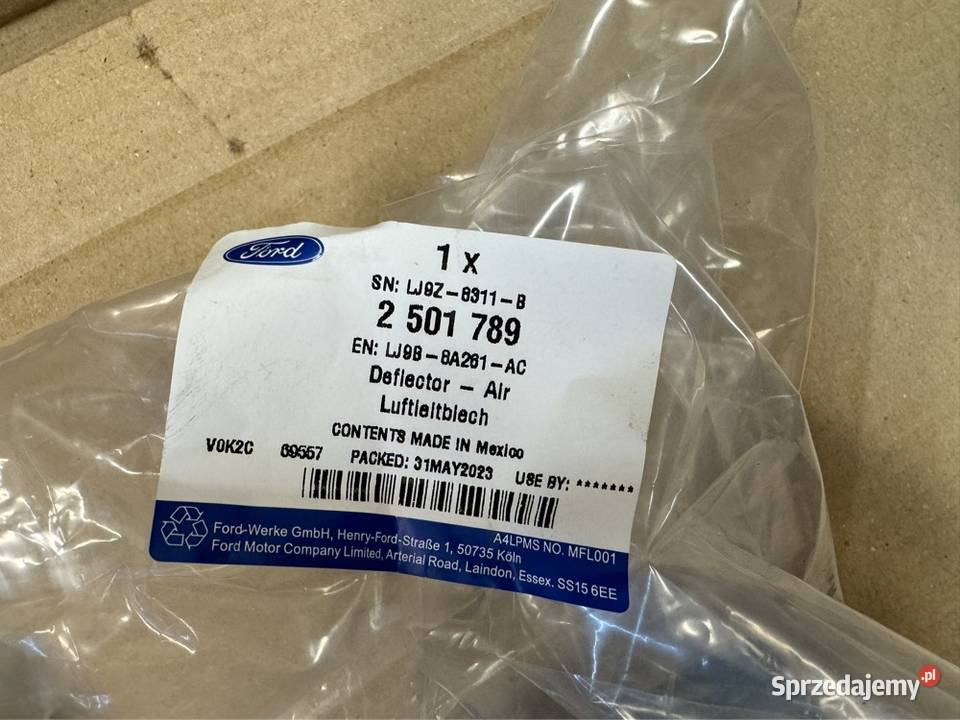 Ford
1 x
SN: LJ9Z-8311-B
2 501 789
EN: LJ9B-8A261-AC
Deflector - Air
Luftleitblech
CONTENTS MADE IN Mexico
V0K2C 69557 PACKED: 31MAY2023 USE BY: *******
A4LPMS NO. MFL001
Ford-Werke GmbH, Henry-Ford-Straße 1, 50735 Köln
Ford Motor Company Limited, Arterial Road, Laindon, Essex. SS15 6EE
Sprzedajemy.pl